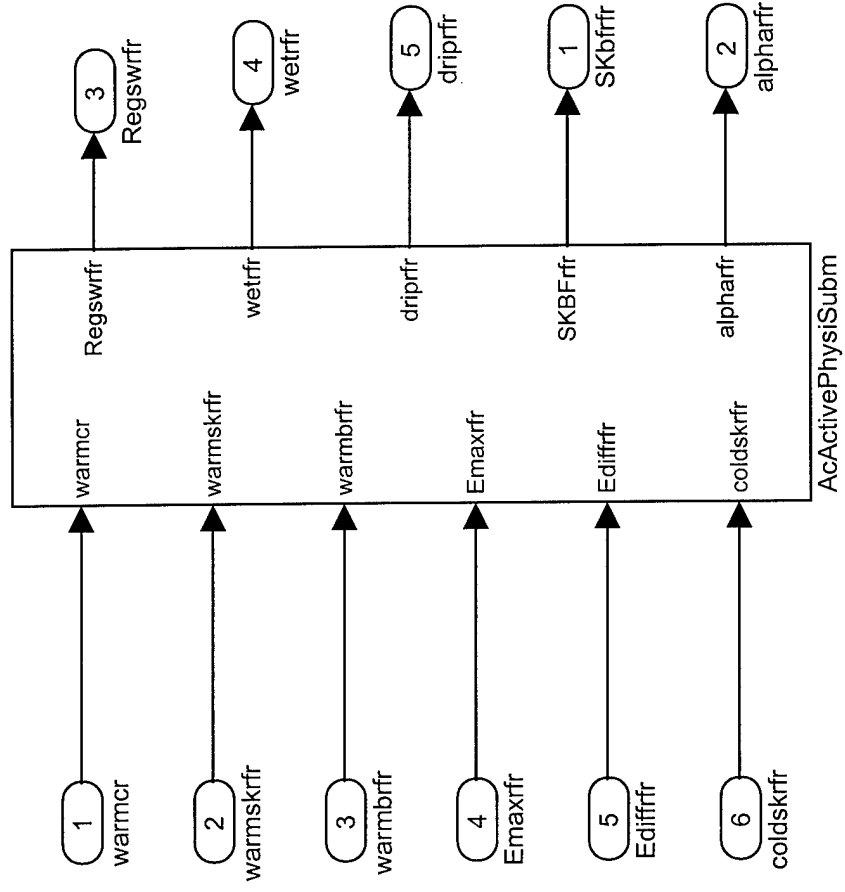 1
warmcr
2
warmskrfr
3
warmbrfr
4
Emaxrfr
5
Ediffrfr
6
coldskrfr
warmcr
warmskrfr
warmbrfr
Emaxrfr
Ediffrfr
coldskrfr
Regswrfr
wetrfr
driprfr
SKBFrfr
alpharfr
AcActivePhysiSubm
3
Regswrfr
4
wetrfr
5
driprfr
1
SKbfrfr
2
alpharfr